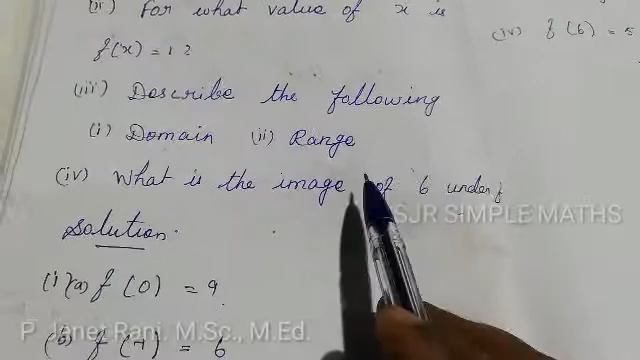 (ii) For what value of x is
f(x) = 1?
(iii) Describe the following
(i) Domain (ii) Range
(iv) What is the image of 6 under f
Solution.
(i) (a) f (0) = 9
(b) f (7) = 6
(iv) f (6) = 5
SJR SIMPLE MATHS
P. Janet Rani, M.Sc., M.Ed.